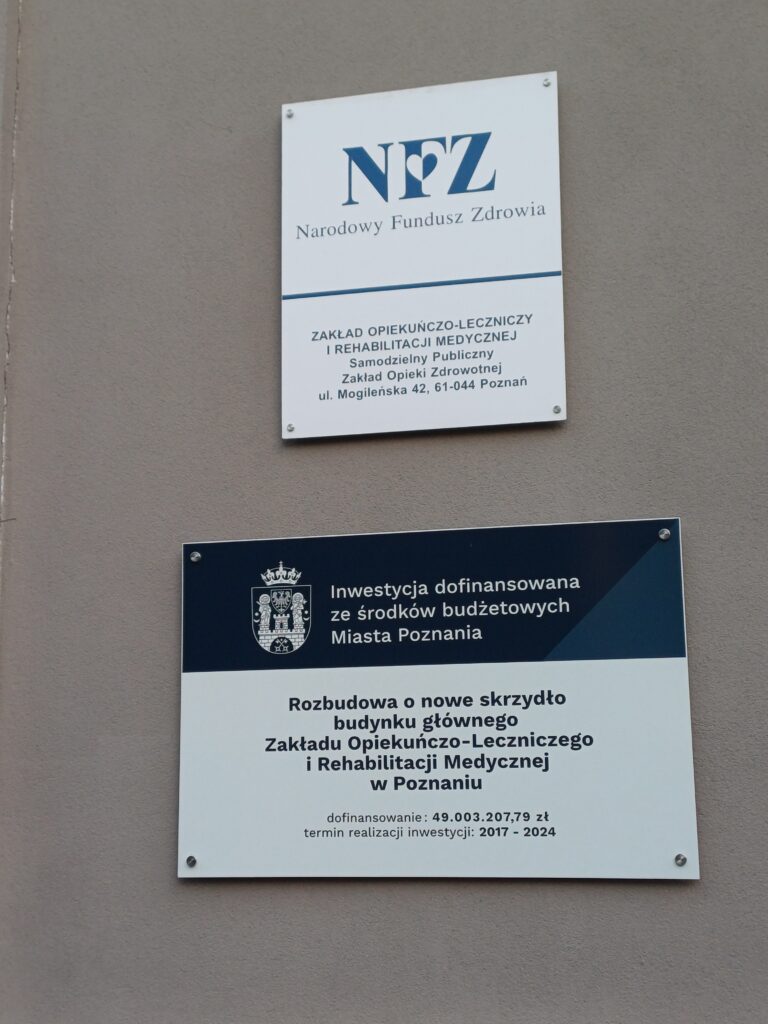 NFZ
Narodowy Fundusz Zdrowia
ZAKŁAD OPIEKUŃCZO-LECZNICZY
I REHABILITACJI MEDYCZNEJ
Samodzielny Publiczny
Zakład Opieki Zdrowotnej
ul. Mogileńska 42, 61-044 Poznań
Inwestycja dofinansowana
ze środków budżetowych
Miasta Poznania
Rozbudowa o nowe skrzydło
budynku głównego
Zakładu Opiekuńczo-Leczniczego
i Rehabilitacji Medycznej
w Poznaniu
dofinansowanie: 49.003.207,79 zł
termin realizacji inwestycji: 2017 - 2024